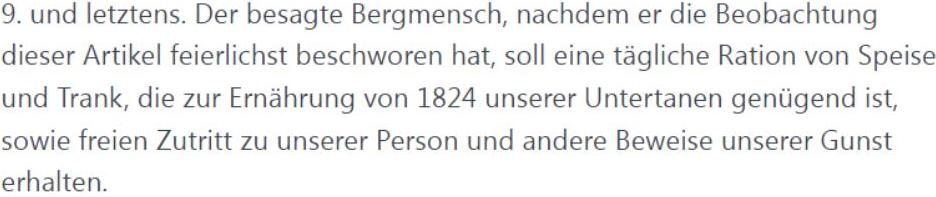 9. und letztens. Der besagte Bergmensch, nachdem er die Beobachtung
dieser Artikel feierlichst beschworen hat, soll eine tägliche Ration von Speise
und Trank, die zur Ernährung von 1824 unserer Untertanen genügend ist,
sowie freien Zutritt zu unserer Person und andere Beweise unserer Gunst
erhalten.